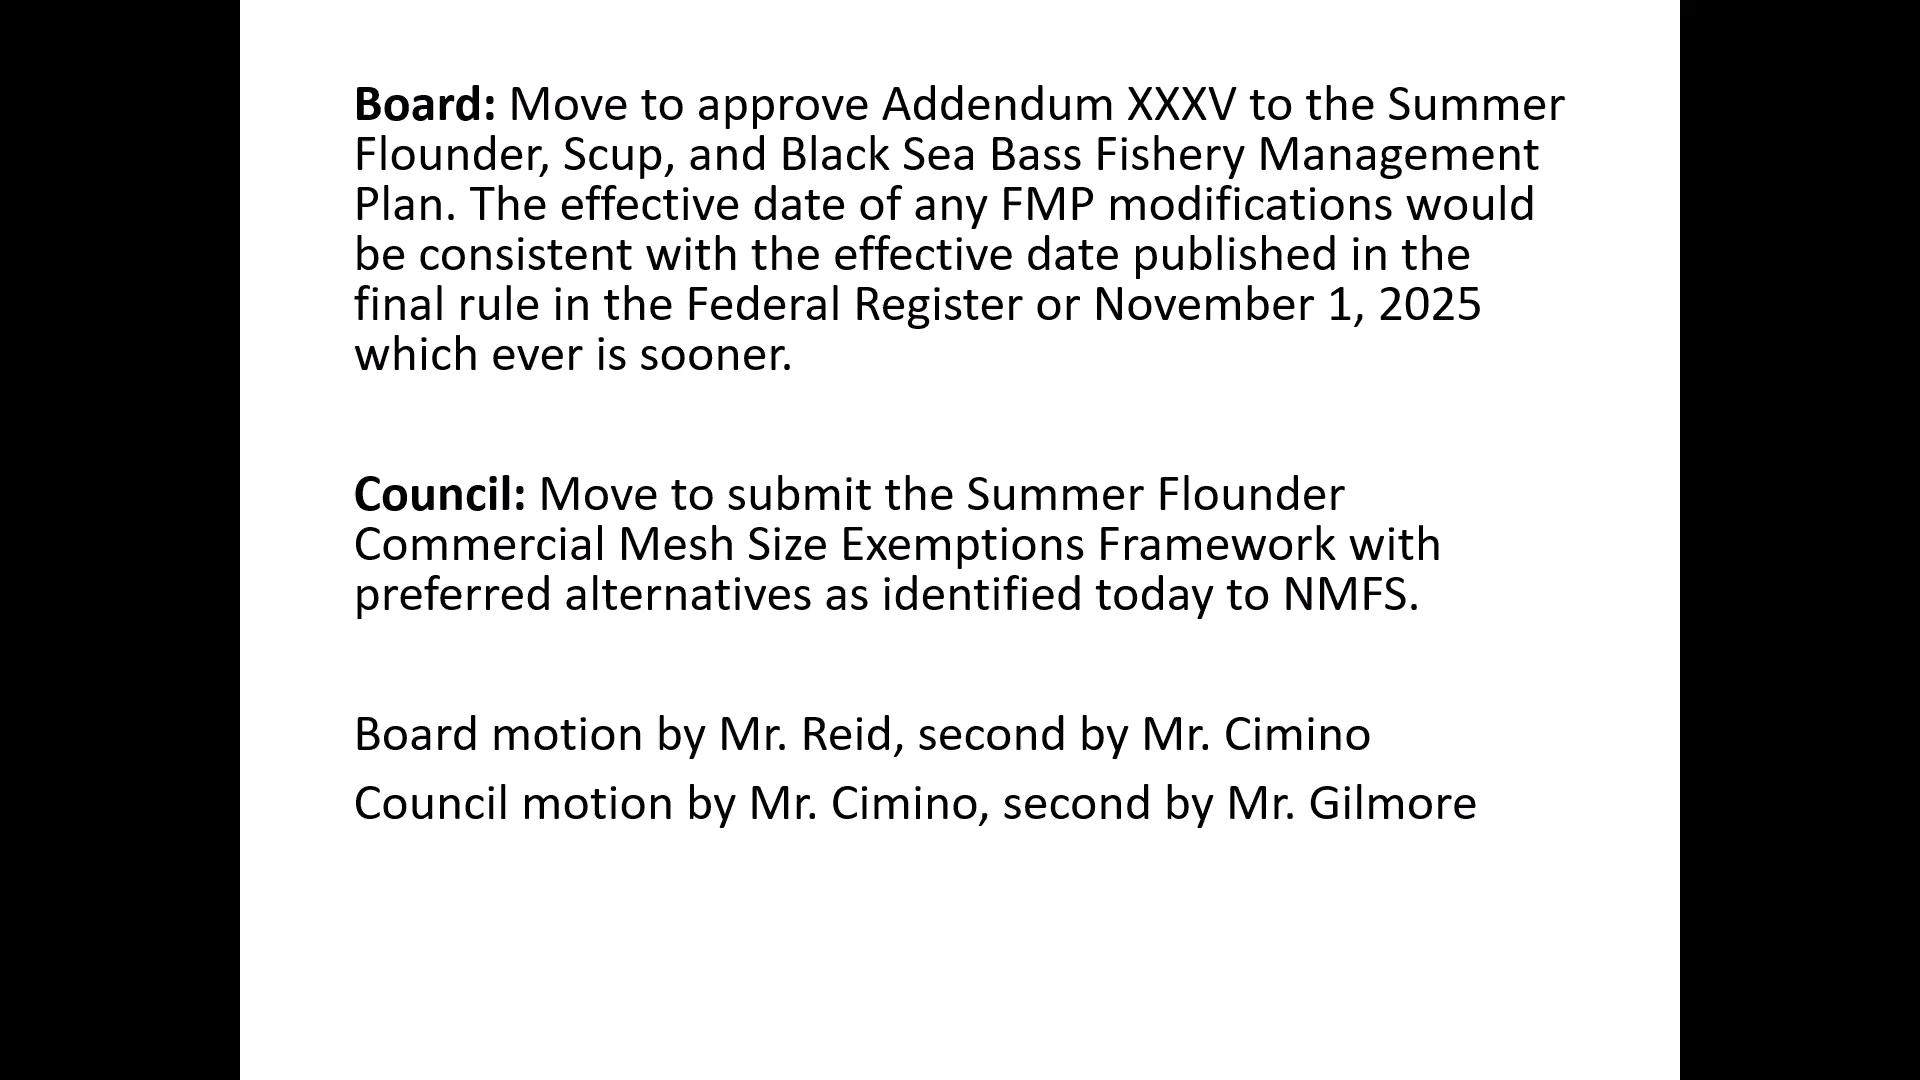 Board: Move to approve Addendum XXXV to the Summer
Flounder, Scup, and Black Sea Bass Fishery Management
Plan. The effective date of any FMP modifications would
be consistent with the effective date published in the
final rule in the Federal Register or November 1, 2025
which ever is sooner.
Council: Move to submit the Summer Flounder
Commercial Mesh Size Exemptions Framework with
preferred alternatives as identified today to NMFS.
Board motion by Mr. Reid, second by Mr. Cimino
Council motion by Mr. Cimino, second by Mr. Gilmore